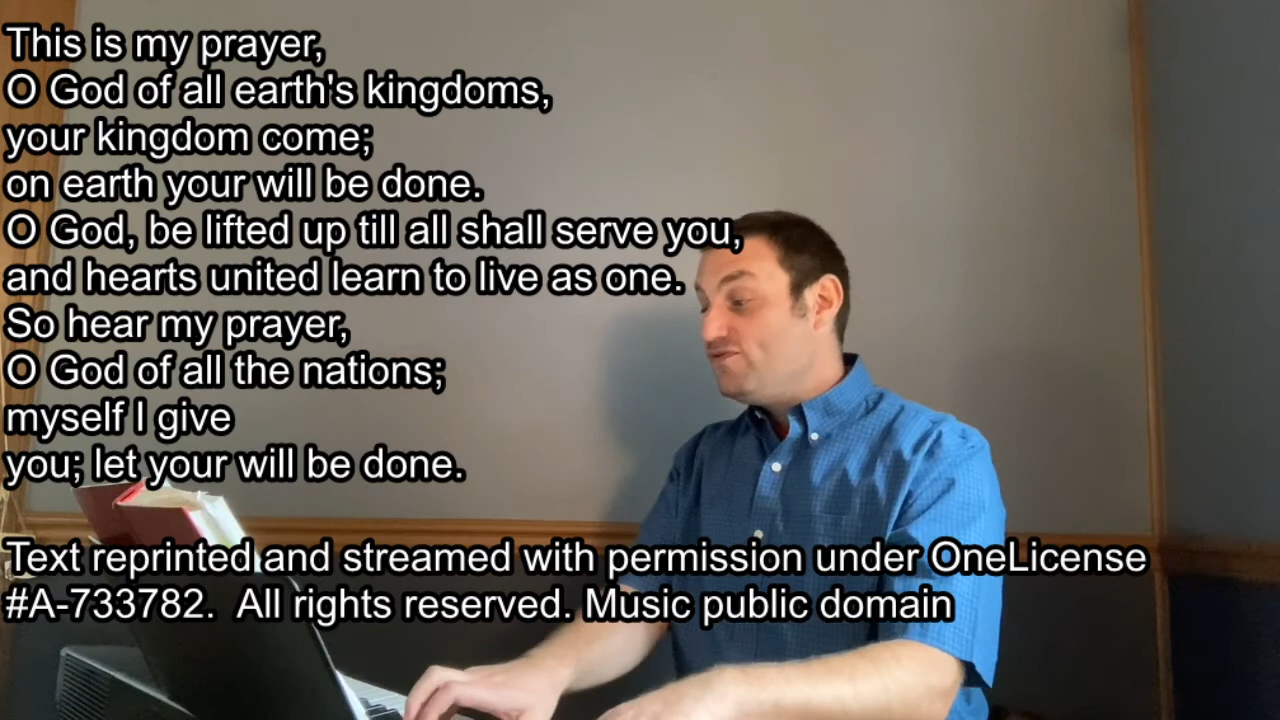 This is my prayer,
O God of all earth's kingdoms,
your kingdom come;
on earth your will be done.
O God, be lifted up till all shall serve you,
and hearts united learn to live as one.
So hear my prayer,
O God of all the nations;
myself I give
you; let your will be done.
Text reprinted and streamed with permission under OneLicense
#A-733782.  All rights reserved. Music public domain